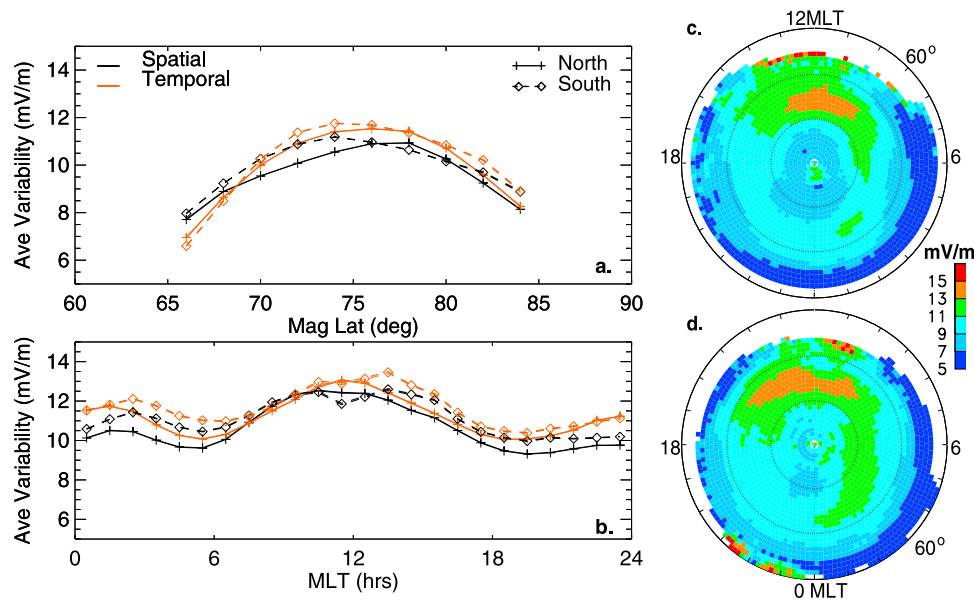 c.
12MLT
60°
Spatial
Temporal
North
South
Ave Variability (mV/m)
14
12
10
8
6
a.
60
65
70
75
80
85
90
Mag Lat (deg)
18
6
mV/m
15
13
11
9
7
5
d.
Ave Variability (mV/m)
14
12
10
8
6
b.
0
6
12
18
24
MLT (hrs)
18
6
60°
0 MLT